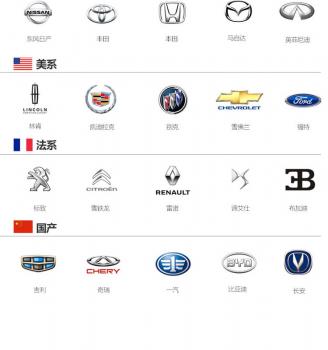 NISSAN
东风日产 丰田 本田 马自达 英菲尼迪
美系
LINCOLN CHEVROLET Ford
林肯 凯迪拉克 别克 雪佛兰 福特
法系
CITROËN RENAULT
标致 雪铁龙 雷诺 谛艾仕 布加迪
国产
CHERY BYD
吉利 奇瑞 一汽 比亚迪 长安